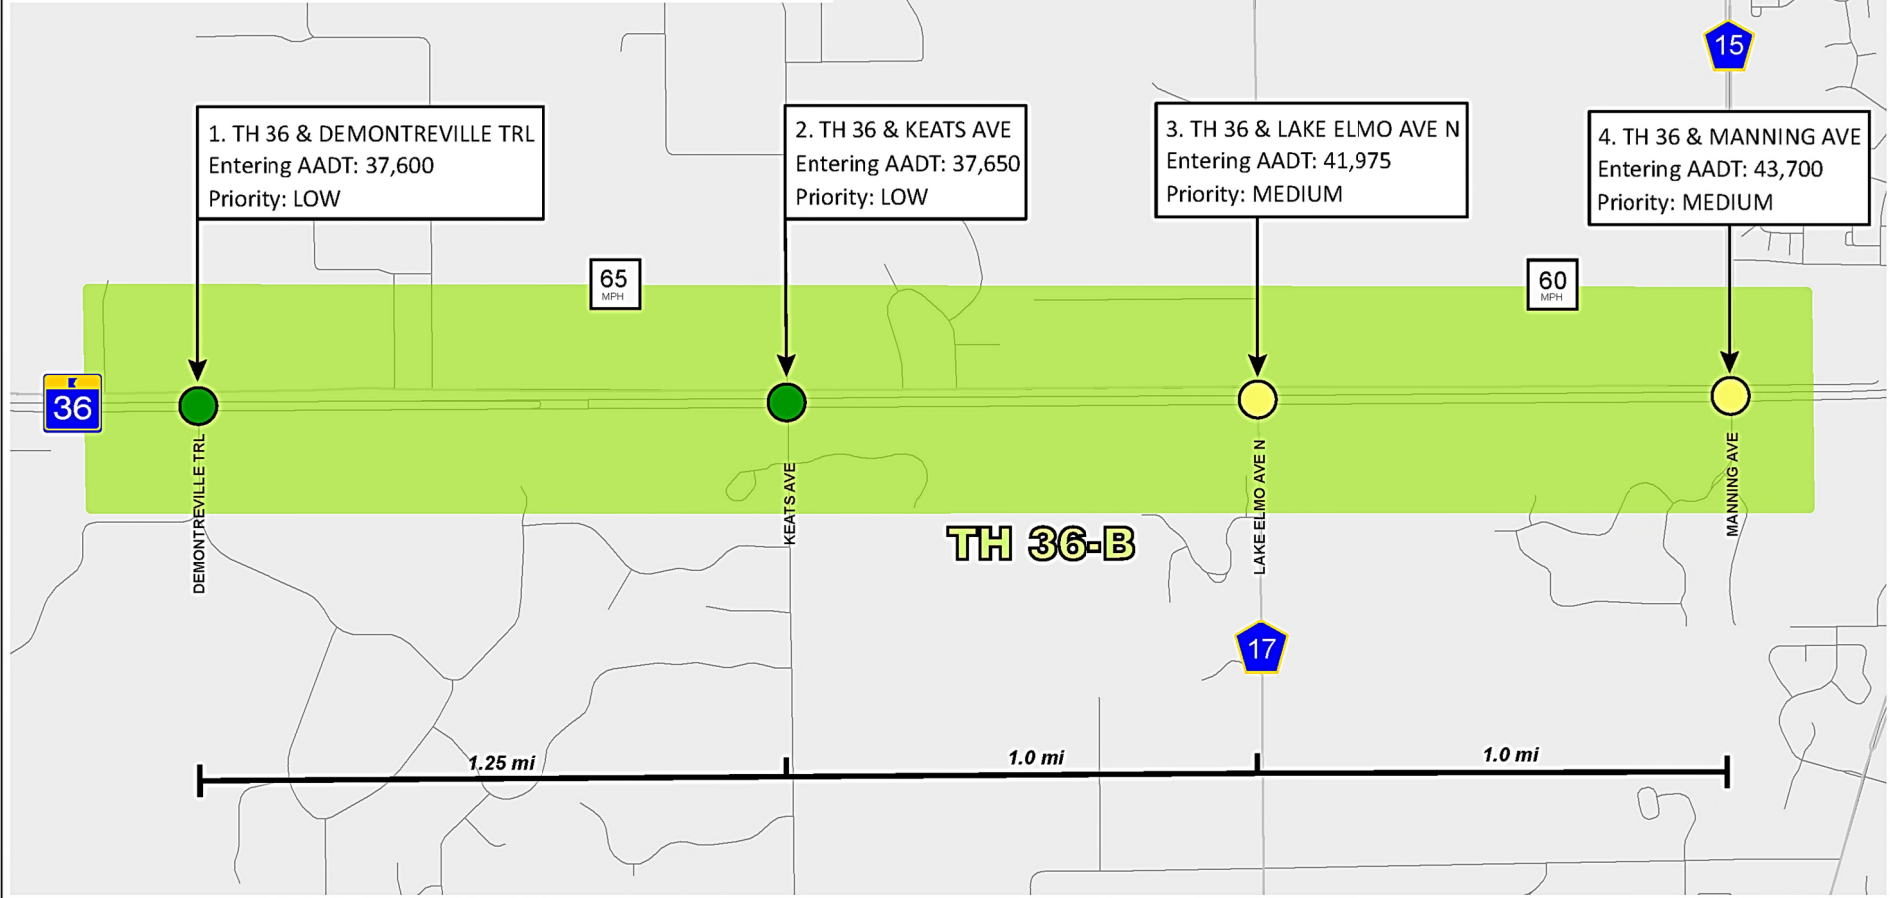 15
1. TH 36 & DEMONTREVILLE TRL
Entering AADT: 37,600
Priority: LOW
2. TH 36 & KEATS AVE
Entering AADT: 37,650
Priority: LOW
3. TH 36 & LAKE ELMO AVE N
Entering AADT: 41,975
Priority: MEDIUM
4. TH 36 & MANNING AVE
Entering AADT: 43,700
Priority: MEDIUM
65
MPH
60
MPH
36
DEMONTREVILLE TRL
KEATS AVE
LAKE ELMO AVE N
MANNING AVE
TH 36-B
17
1.25 mi
1.0 mi
1.0 mi